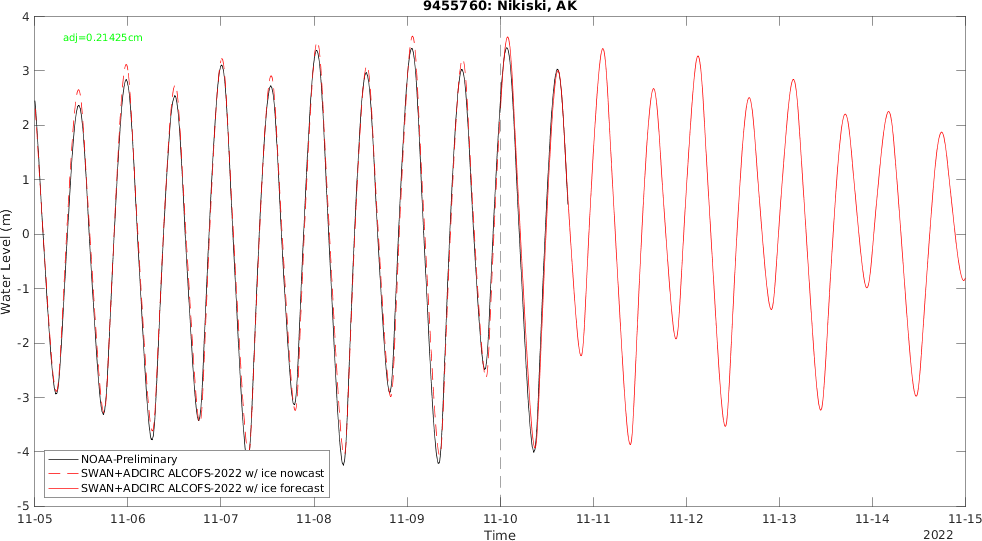 9455760: Nikiski, AK
adj=0.21425cm
Water Level (m)
4
3
2
1
0
-1
-2
-3
-4
-5
NOAA-Preliminary
SWAN+ADCIRC ALCOFS-2022 w/ ice nowcast
SWAN+ADCIRC ALCOFS-2022 w/ ice forecast
11-05 11-06 11-07 11-08 11-09 11-10 11-11 11-12 11-13 11-14 11-15
Time
2022